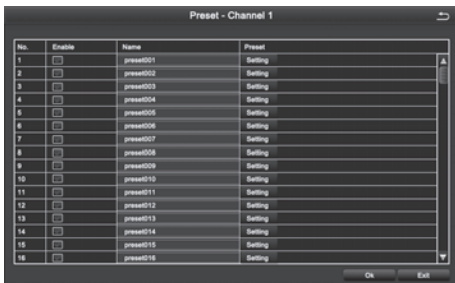 Preset - Channel 1
No. Enable Name Preset
1 preset001 Setting
2 preset002 Setting
3 preset003 Setting
4 preset004 Setting
5 preset005 Setting
6 preset006 Setting
7 preset007 Setting
8 preset008 Setting
9 preset009 Setting
10 preset010 Setting
11 preset011 Setting
12 preset012 Setting
13 preset013 Setting
14 preset014 Setting
15 preset015 Setting
16 preset016 Setting
Ok Exit